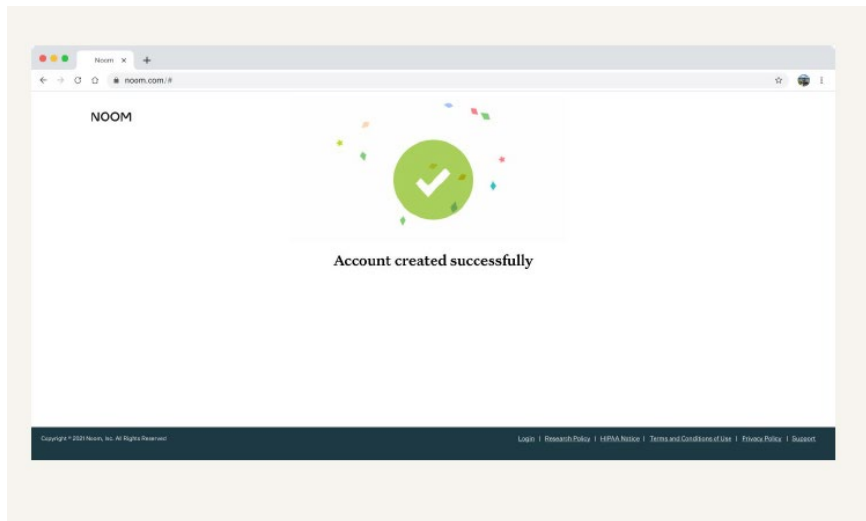 Noom
noom.com/#
NOOM
Account created successfully
Copyright © 2021 Noom, Inc. All Rights Reserved
Login | Research Policy | HIPAA Notice | Terms and Conditions of Use | Privacy Policy | Support